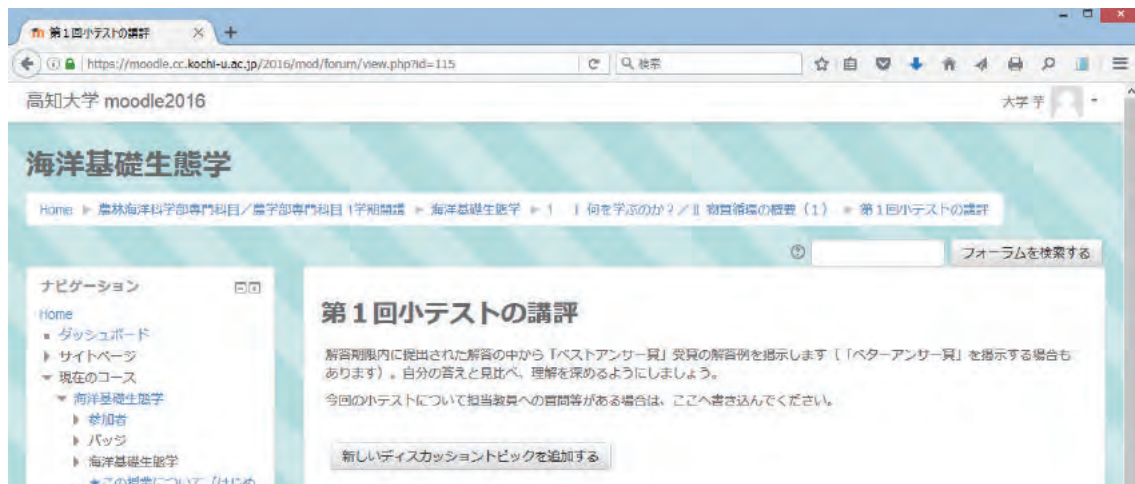 第1回小テストの講評
https://moodle.cc.kochi-u.ac.jp/2016/mod/forum/view.php?id=115
検索
高知大学 moodle2016
大学 芋
海洋基礎生態学
Home ▶ 農林海洋科学部専門科目/農学部専門科目 1学期開講 ▶ 海洋基礎生態学 ▶ 1 I 何を学ぶのか?/II 物質循環の概要(1) ▶ 第1回小テストの講評
フォーラムを検索する
ナビゲーション
Home
ダッシュボード
サイトページ
現在のコース
海洋基礎生態学
参加者
バッジ
海洋基礎生態学
★この授業について(はじめ
第1回小テストの講評
解答期限内に提出された解答の中から「ベストアンサー賞」受賞の解答例を掲示します(「ベターアンサー賞」を掲示する場合も
あります)。自分の答えと見比べ、理解を深めるようにしましょう。
今回の小テストについて担当教員への質問等がある場合は、ここへ書き込んでください。
新しいディスカッショントピックを追加する